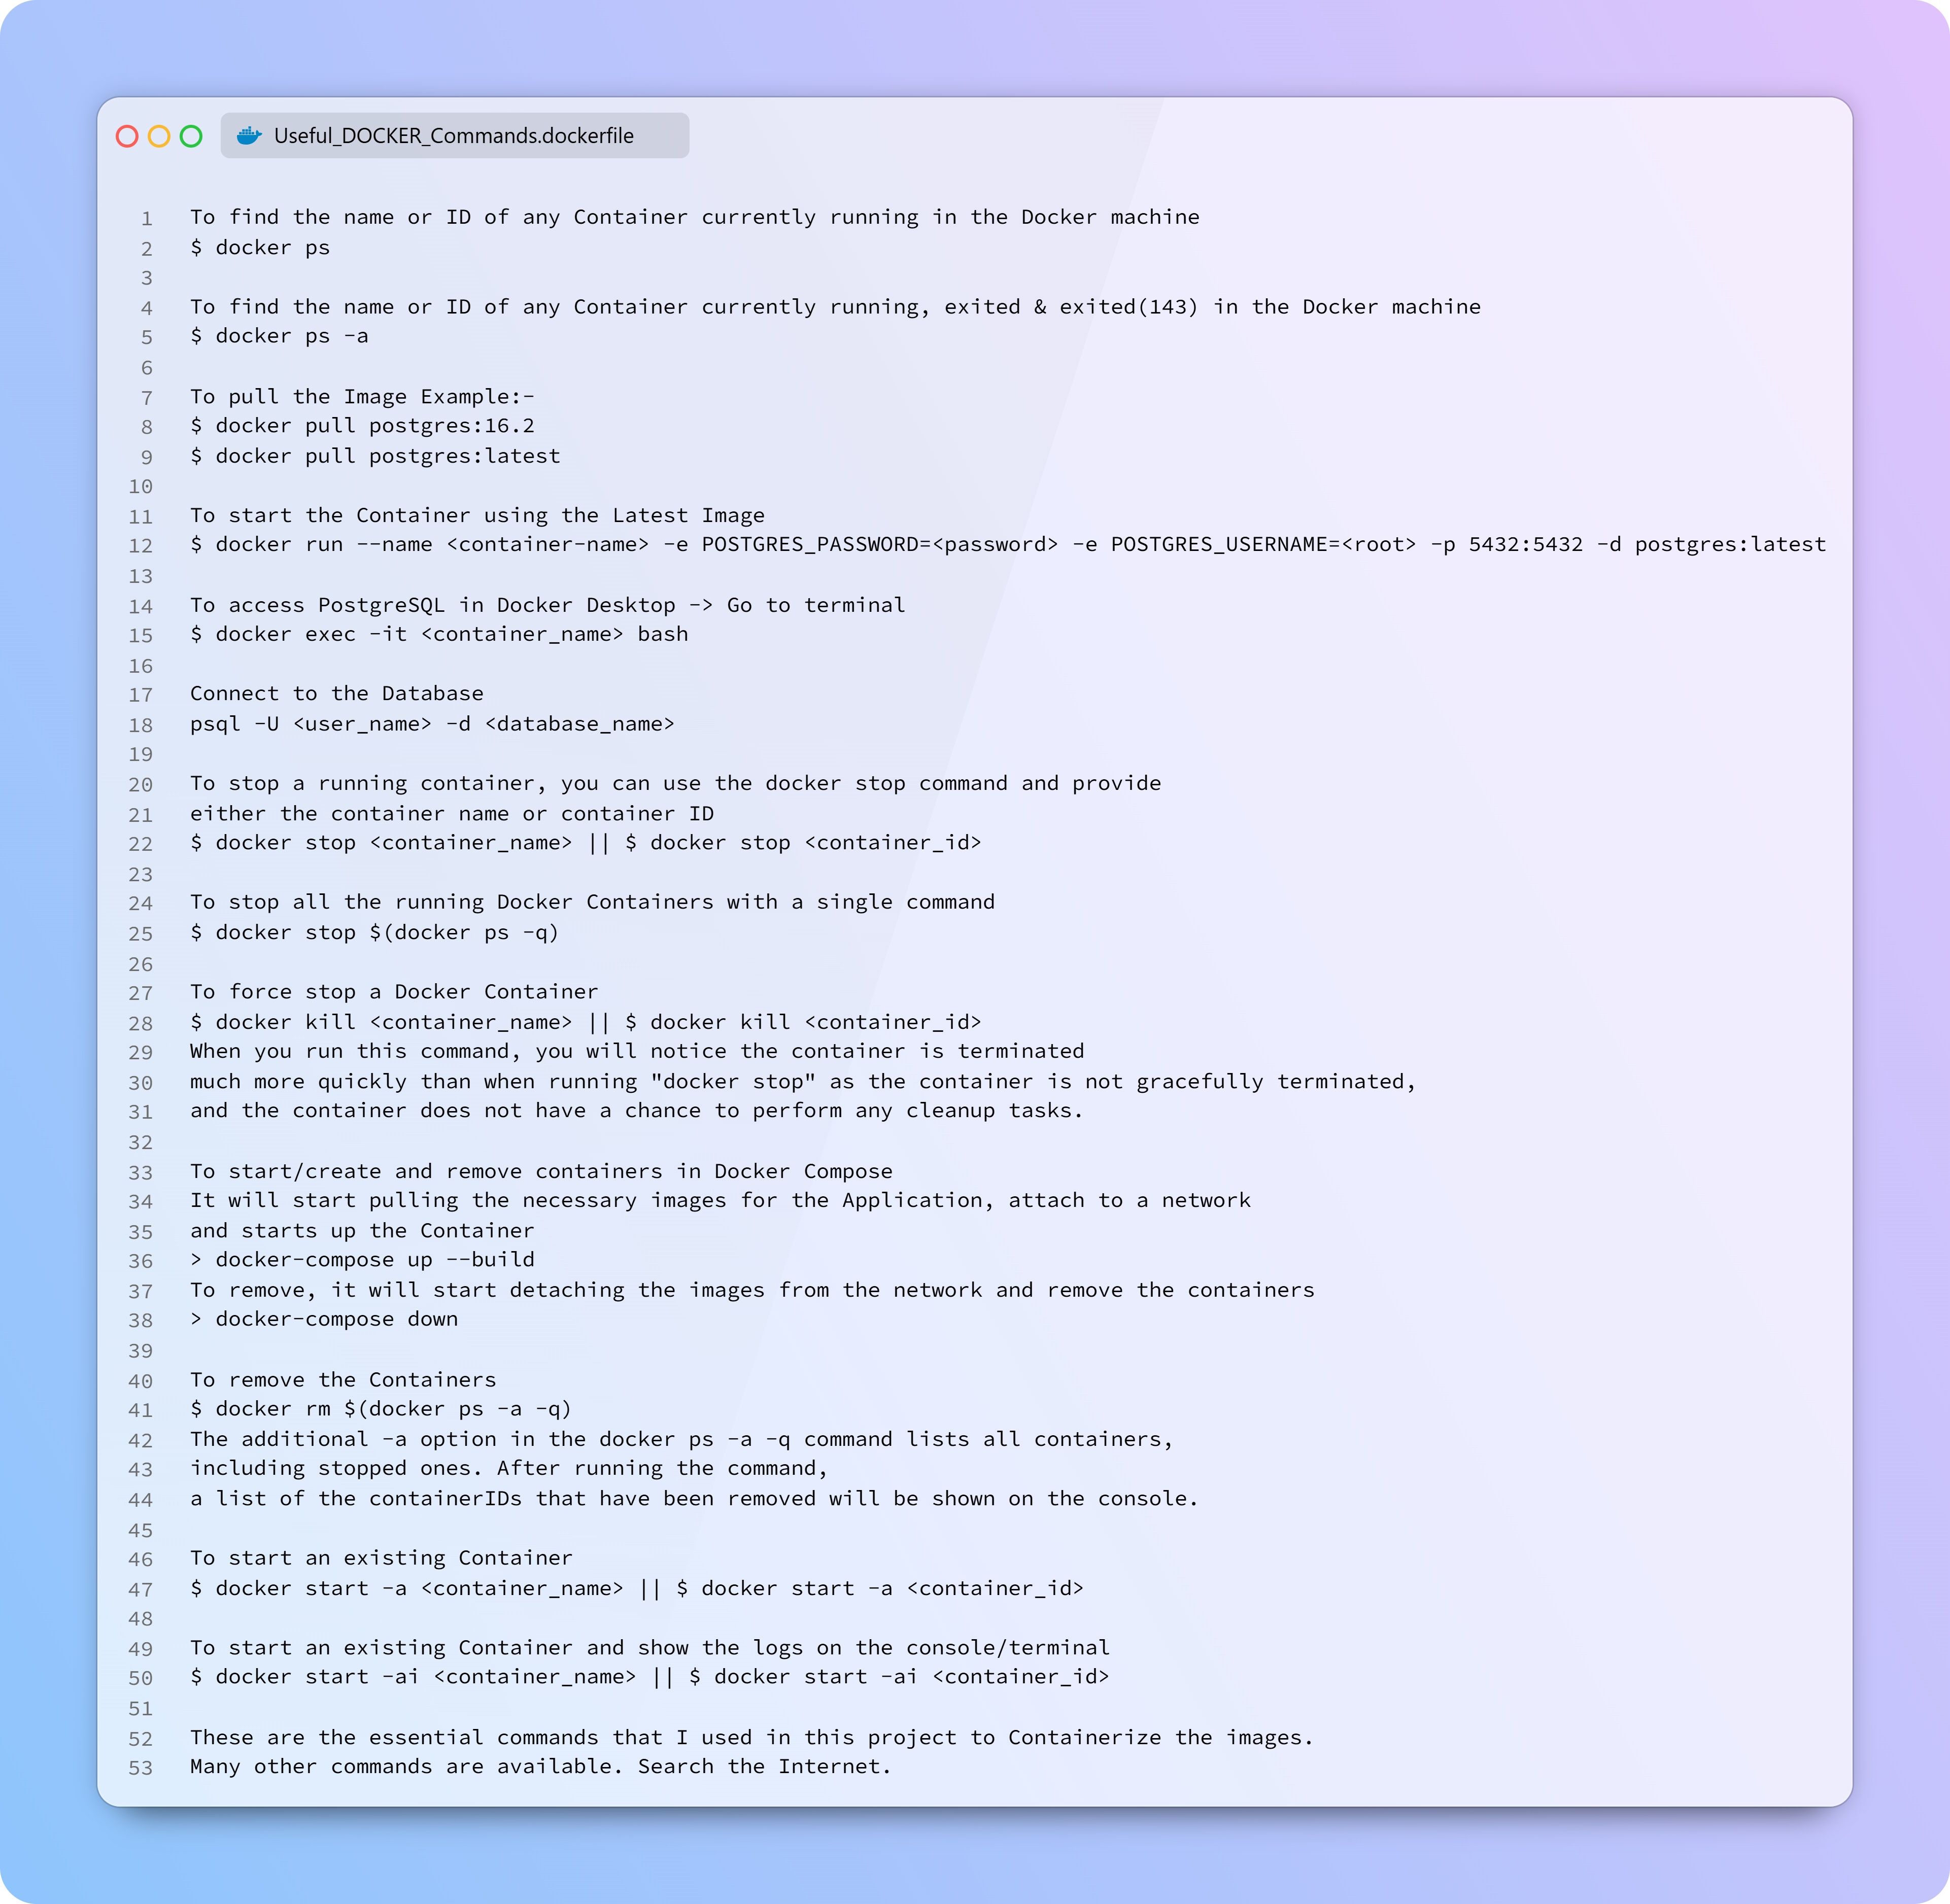 Useful_DOCKER_Commands.dockerfile
1 To find the name or ID of any Container currently running in the Docker machine
2 $ docker ps
3
4 To find the name or ID of any Container currently running, exited & exited(143) in the Docker machine
5 $ docker ps -a
6
7 To pull the Image Example:-
8 $ docker pull postgres:16.2
9 $ docker pull postgres:latest
10
11 To start the Container using the Latest Image
12 $ docker run --name <container-name> -e POSTGRES_PASSWORD=<password> -e POSTGRES_USERNAME=<root> -p 5432:5432 -d postgres:latest
13
14 To access PostgreSQL in Docker Desktop -> Go to terminal
15 $ docker exec -it <container_name> bash
16
17 Connect to the Database
18 psql -U <user_name> -d <database_name>
19
20 To stop a running container, you can use the docker stop command and provide
21 either the container name or container ID
22 $ docker stop <container_name> || $ docker stop <container_id>
23
24 To stop all the running Docker Containers with a single command
25 $ docker stop $(docker ps -q)
26
27 To force stop a Docker Container
28 $ docker kill <container_name> || $ docker kill <container_id>
29 When you run this command, you will notice the container is terminated
30 much more quickly than when running "docker stop" as the container is not gracefully terminated,
31 and the container does not have a chance to perform any cleanup tasks.
32
33 To start/create and remove containers in Docker Compose
34 It will start pulling the necessary images for the Application, attach to a network
35 and starts up the Container
36 > docker-compose up --build
37 To remove, it will start detaching the images from the network and remove the containers
38 > docker-compose down
39
40 To remove the Containers
41 $ docker rm $(docker ps -a -q)
42 The additional -a option in the docker ps -a -q command lists all containers,
43 including stopped ones. After running the command,
44 a list of the containerIDs that have been removed will be shown on the console.
45
46 To start an existing Container
47 $ docker start -a <container_name> || $ docker start -a <container_id>
48
49 To start an existing Container and show the logs on the console/terminal
50 $ docker start -ai <container_name> || $ docker start -ai <container_id>
51
52 These are the essential commands that I used in this project to Containerize the images.
53 Many other commands are available. Search the Internet.